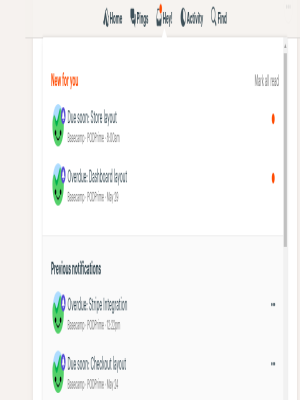 Home Pings Hey! Activity Find
New for you Mark all read
Due soon: Store layout
Basecamp · PODPrime · 8:00am
Overdue: Dashboard layout
Basecamp · PODPrime · May 29
Previous notifications
Overdue: Stripe Integration
Basecamp · PODPrime · 12:22pm
Due soon: Checkout layout
Basecamp · PODPrime · May 24